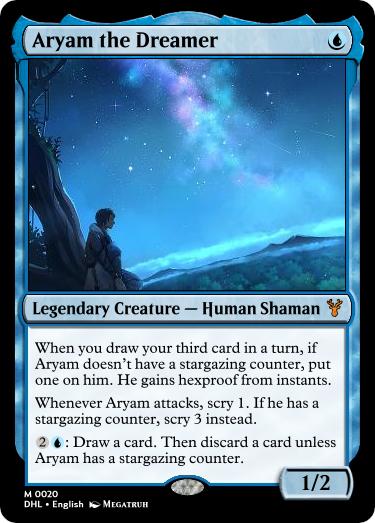 Aryam the Dreamer
Legendary Creature — Human Shaman
When you draw your third card in a turn, if
Aryam doesn't have a stargazing counter, put
one on him. He gains hexproof from instants.
Whenever Aryam attacks, scry 1. If he has a
stargazing counter, scry 3 instead.
2: Draw a card. Then discard a card unless
Aryam has a stargazing counter.
1/2
M 0020
DHL • English Megatruh